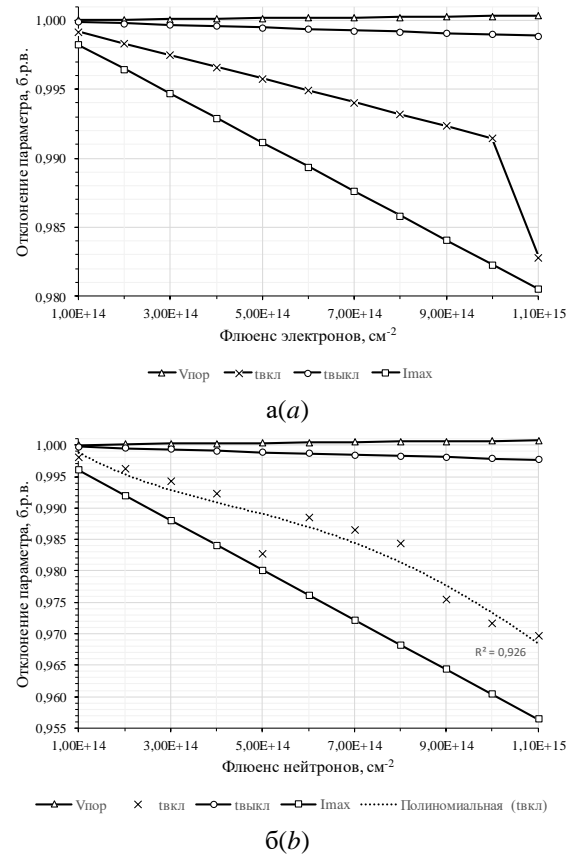 Отклонение параметра, б.р.в.
1,000
0,995
0,990
0,985
0,980
1,00E+14 3,00E+14 5,00E+14 7,00E+14 9,00E+14 1,10E+15
Флюенс электронов, см-2
Vпор tвкл tвыкл Imax
а(a)
Отклонение параметра, б.р.в.
1,000
0,995
0,990
0,985
0,980
0,975
0,970
0,965
0,960
0,955
R² = 0,926
1,00E+14 3,00E+14 5,00E+14 7,00E+14 9,00E+14 1,10E+15
Флюенс нейтронов, см-2
Vпор tвкл tвыкл Imax Полиномиальная (tвкл)
б(b)